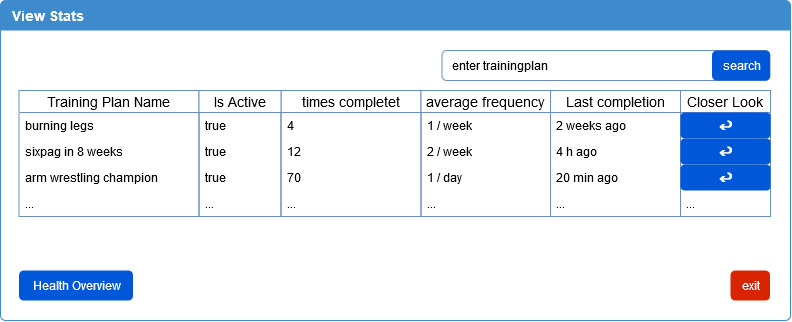 View Stats
enter trainingplan search
Training Plan Name Is Active times completet average frequency Last completion Closer Look
burning legs true 4 1 / week 2 weeks ago
sixpag in 8 weeks true 12 2 / week 4 h ago
arm wrestling champion true 70 1 / day 20 min ago
... ... ... ... ... ...
Health Overview exit